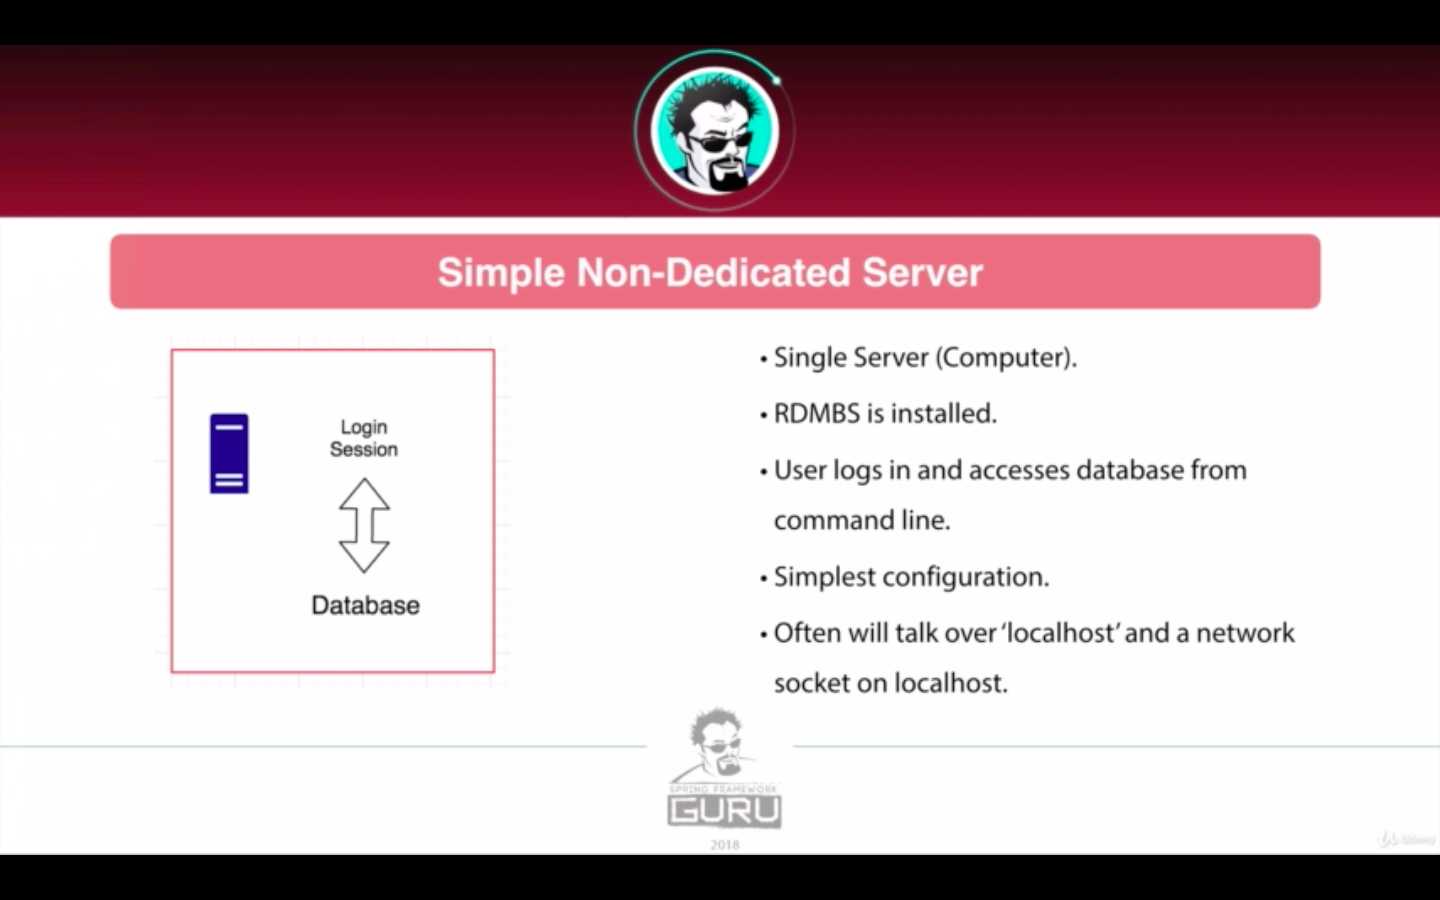 Simple Non-Dedicated Server
Login
Session
Database
• Single Server (Computer).
• RDMBS is installed.
• User logs in and accesses database from
command line.
• Simplest configuration.
• Often will talk over ‘localhost’ and a network
socket on localhost.
SPRING FRAMEWORK
GURU
2018
Udemy